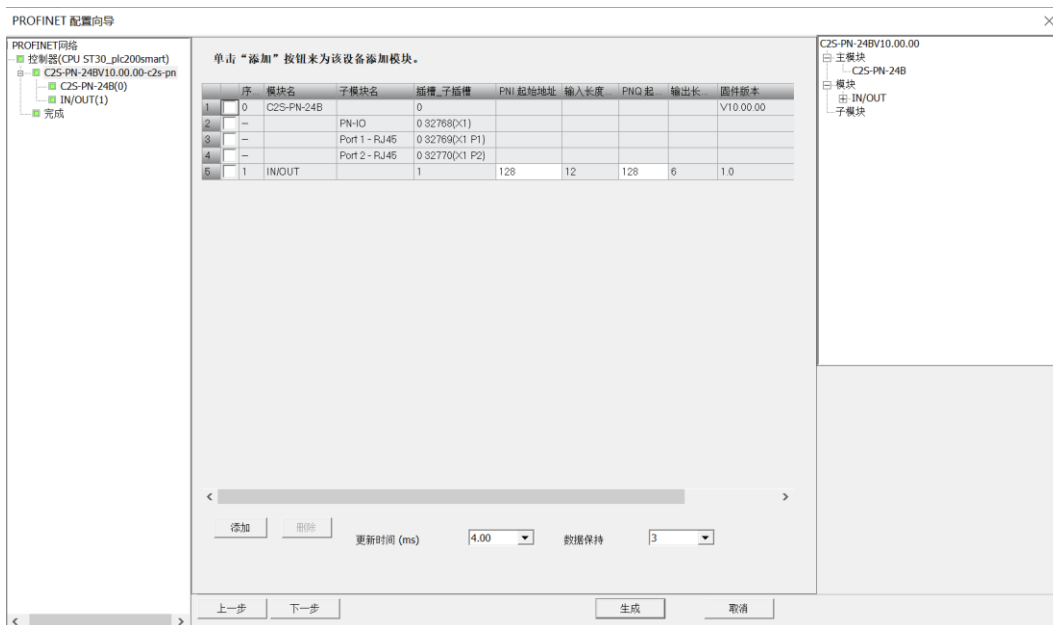 PROFINET 配置向导
PROFINET网络
控制器(CPU ST30_plc200smart)
C2S-PN-24BV10.00.00-c2s-pn
C2S-PN-24B(0)
IN/OUT(1)
完成
单击“添加”按钮来为该设备添加模块。
序... 模块名 子模块名 插槽_子插槽 PNI 起始地址 输入长度... PNQ 起... 输出长... 固件版本
1 0 C2S-PN-24B 0 V10.00.00
2 -- PN-IO 0 32768(X1)
3 -- Port 1 - RJ45 0 32769(X1 P1)
4 -- Port 2 - RJ45 0 32770(X1 P2)
5 1 IN/OUT 1 128 12 128 6 1.0
添加 删除 更新时间 (ms) 4.00 数据保持 3
上一步 下一步 生成 取消
C2S-PN-24BV10.00.00
主模块
C2S-PN-24B
模块
IN/OUT
子模块